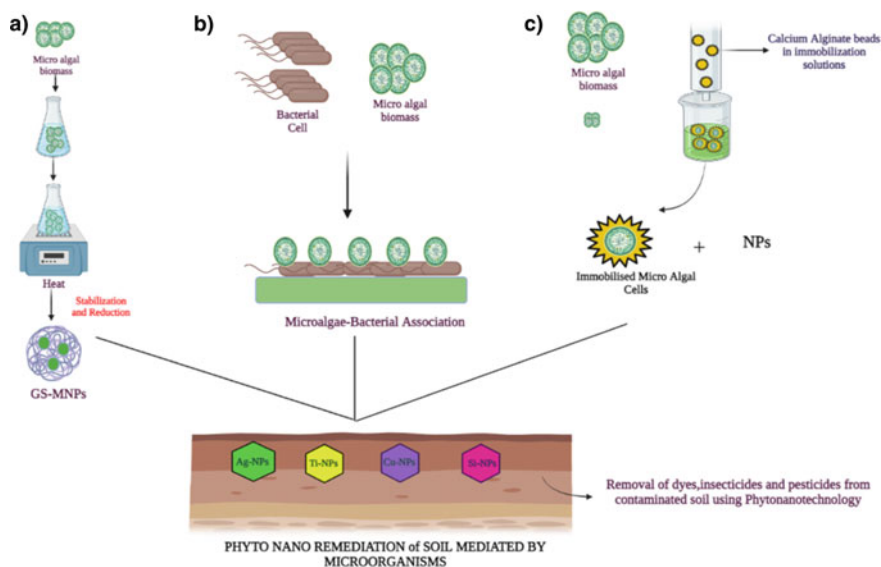 a)
Micro algal
biomass
Heat
Stabilization
and Reduction
GS-MNPs
b)
Bacterial
Cell
Micro algal
biomass
Microalgae-Bacterial Association
c)
Micro algal
biomass
Calcium Alginate beads
in immobilization
solutions
Immobilised Micro Algal
Cells
+
NPs
Ag-NPs
Ti-NPs
Cu-NPs
Si-NPs
Removal of dyes,insecticides and pesticides from
contaminated soil using Phytonanotechnology
PHYTO NANO REMEDIATION of SOIL MEDIATED BY
MICROORGANISMS